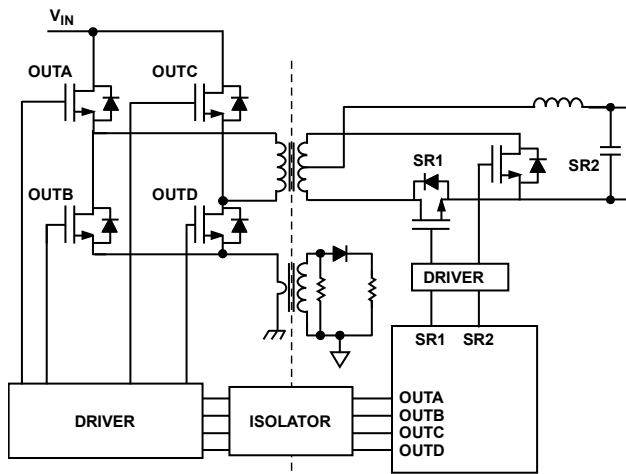 VIN
OUTA
OUTC
SR1
SR2
OUTB
OUTD
DRIVER
SR1 SR2
OUTA
OUTB
OUTC
OUTD
DRIVER
ISOLATOR